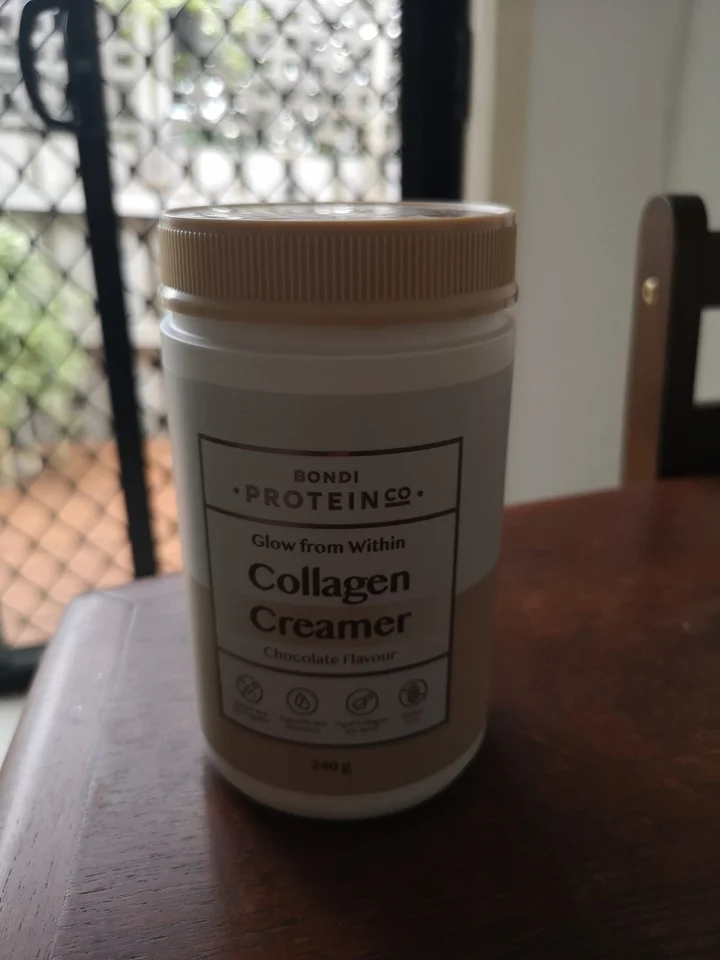 BONDI
• PROTEIN CO •
Glow from Within
Collagen
Creamer
Chocolate Flavour
240 g